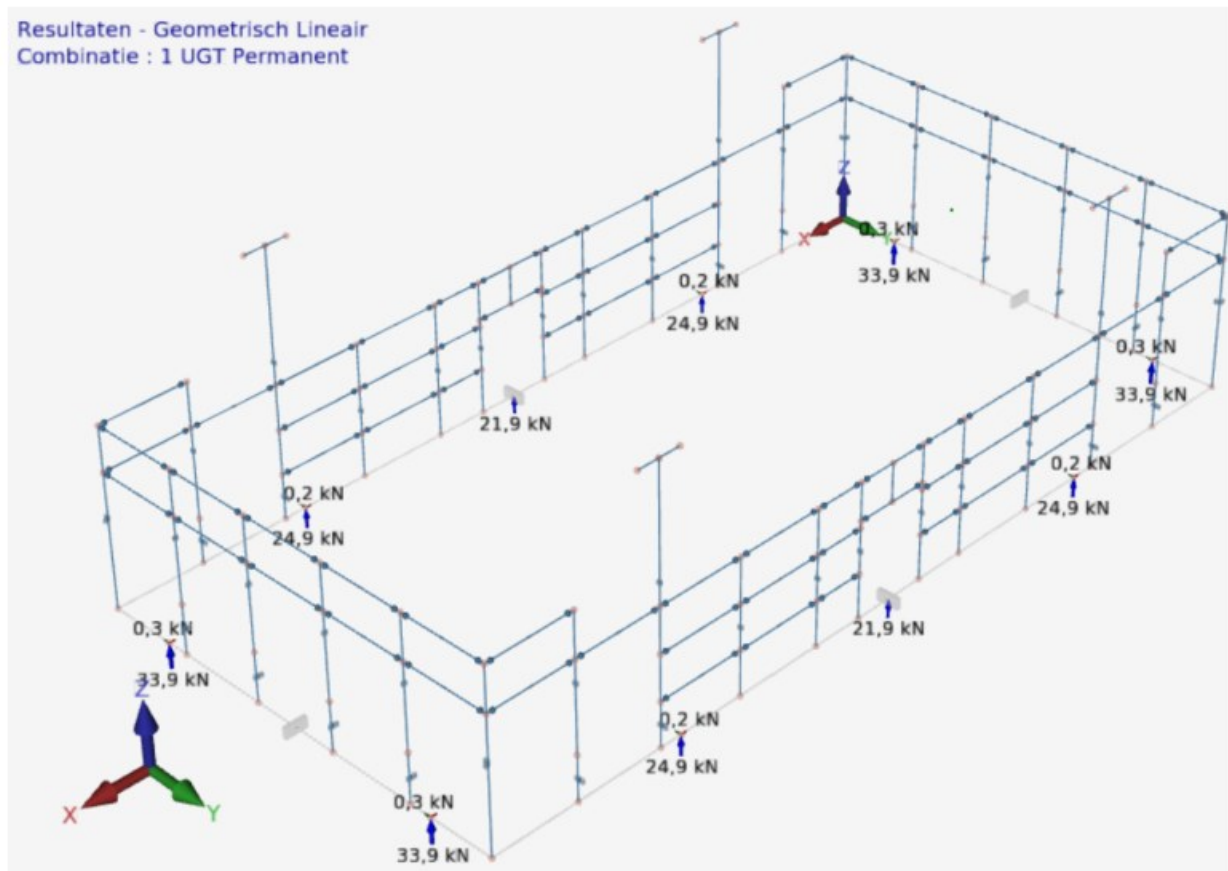 Resultaten - Geometrisch Lineair
Combinatie : 1 UGT Permanent
Z
X
Y
0,3 kN
33,9 kN
0,2 kN
24,9 kN
0,3 kN
33,9 kN
21,9 kN
0,2 kN
24,9 kN
0,2 kN
24,9 kN
21,9 kN
0,3 kN
33,9 kN
Z
0,2 kN
24,9 kN
X
Y
0,3 kN
33,9 kN